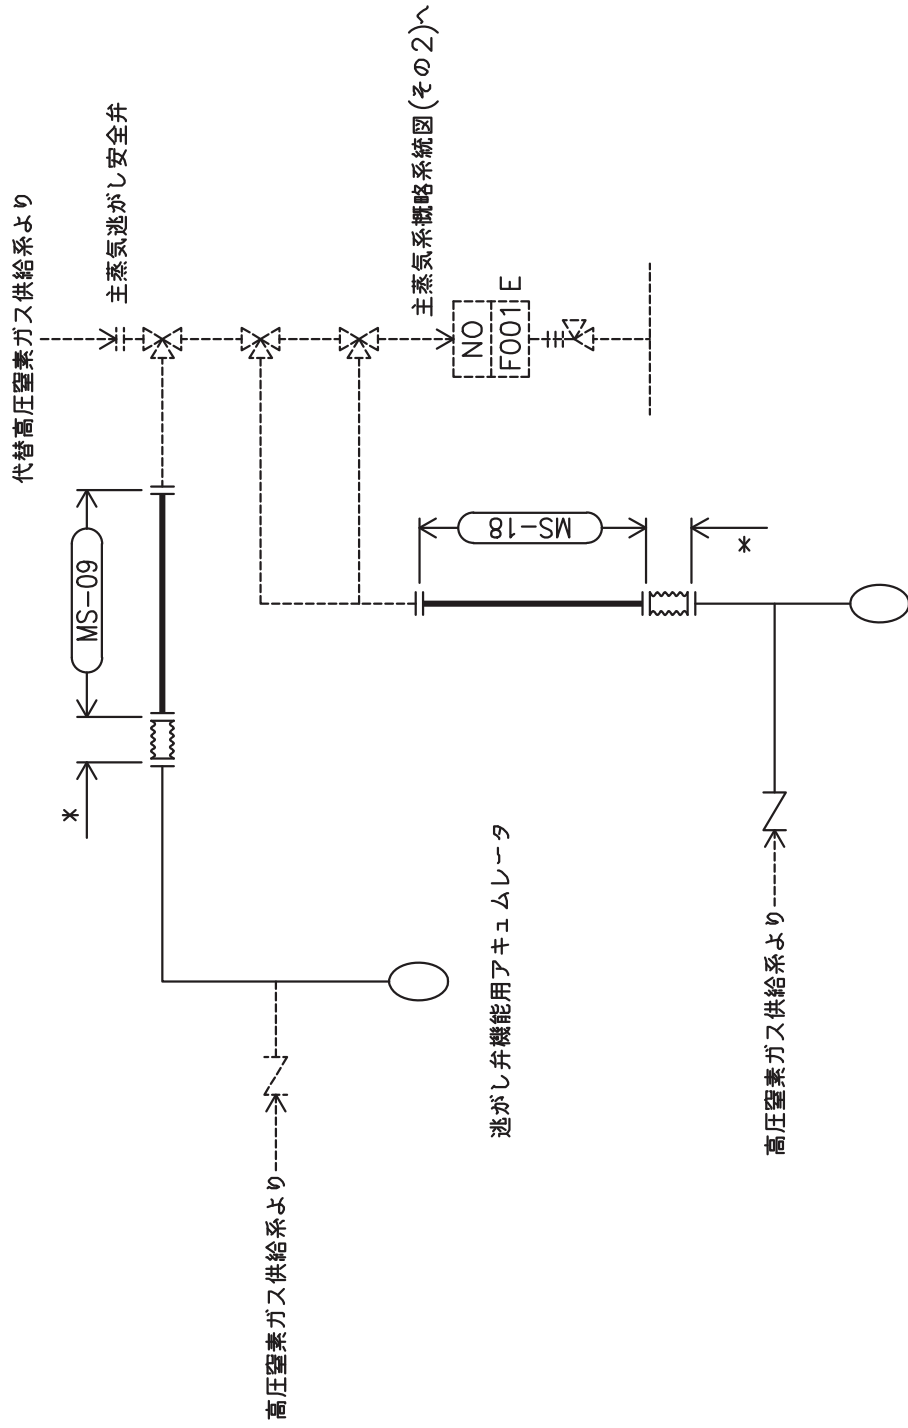 代替高圧窒素ガス供給系より
主蒸気逃がし安全弁
主蒸気系概略系統図(その2)へ
NO
F001 E
MS-09
*
MS-18
*
逃がし弁機能用アキュムレータ
高圧窒素ガス供給系より
高圧窒素ガス供給系より